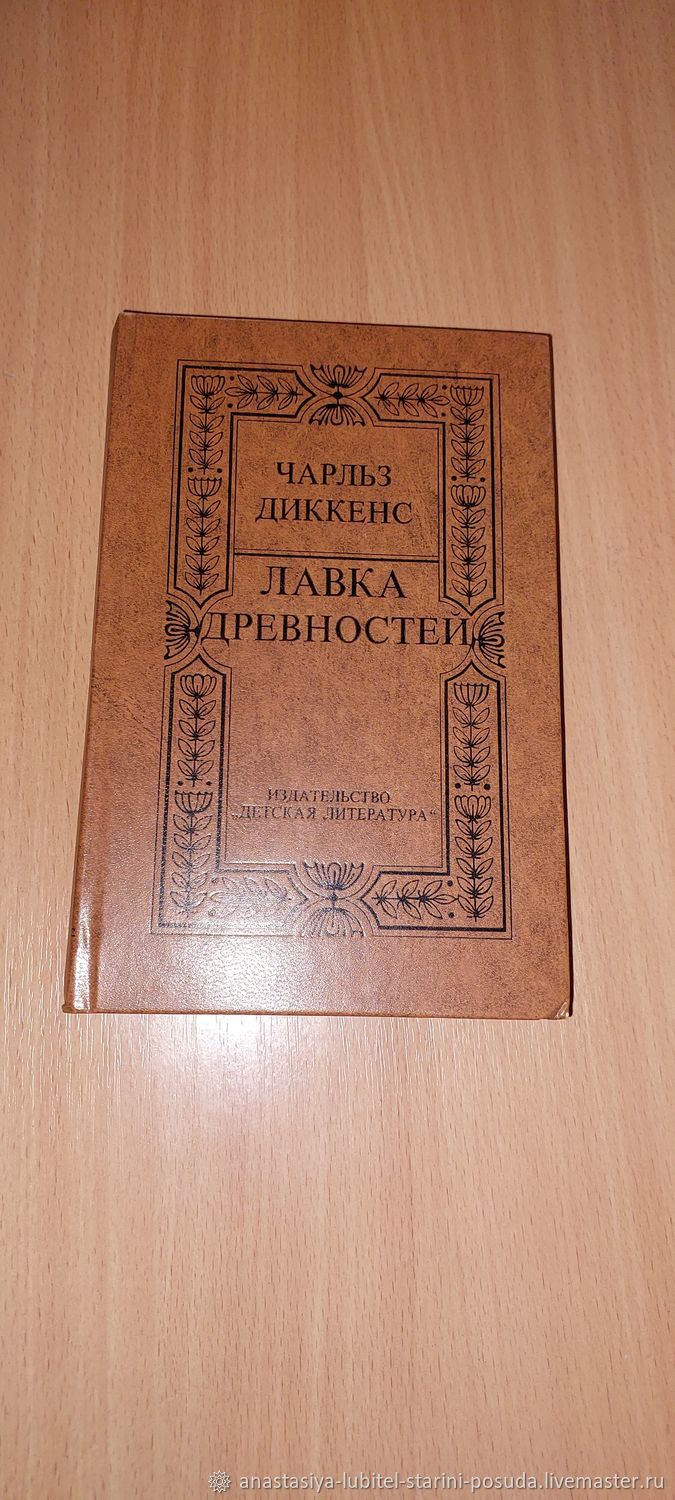 ЧАРЛЬЗ
ДИККЕНС
ЛАВКА
ДРЕВНОСТЕЙ
ИЗДАТЕЛЬСТВО
„ДЕТСКАЯ ЛИТЕРАТУРА“
anastasiya-lubitel-starini-posuda.livemaster.ru